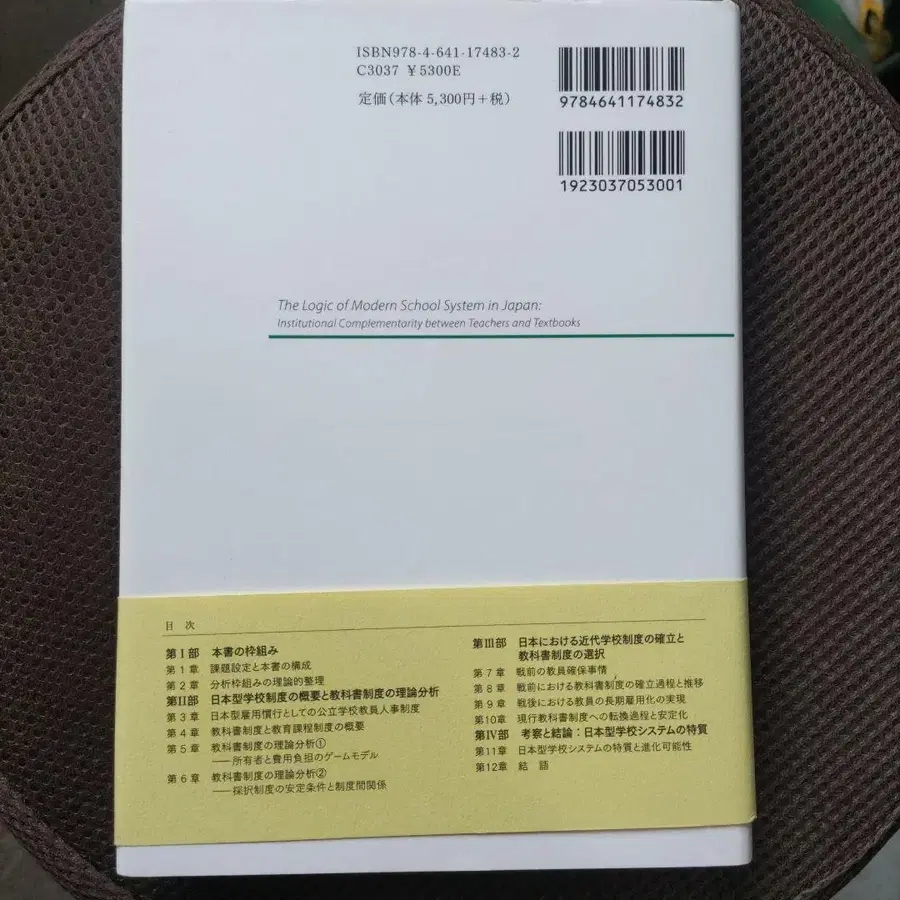 ISBN978-4-641-17483-2
C3037 ¥5300E
定価(本体 5,300円+税)
9784641174832
1923037053001
The Logic of Modern School System in Japan:
Institutional Complementarity between Teachers and Textbooks
目 次
第Ⅰ部 本書の枠組み
第1章 課題設定と本書の構成
第2章 分析枠組みの理論的整理
第Ⅱ部 日本型学校制度の概要と教科書制度の理論分析
第3章 日本型雇用慣行としての公立学校教員人事制度
第4章 教科書制度と教育課程制度の概要
第5章 教科書制度の理論分析①
――所有者と費用負担のゲームモデル
第6章 教科書制度の理論分析②
――採択制度の安定条件と制度間関係
第Ⅲ部 日本における近代学校制度の確立と
教科書制度の選択
第7章 戦前の教員確保事情
第8章 戦前における教科書制度の確立過程と推移
第9章 戦後における教員の長期雇用化の実現
第10章 現行教科書制度への転換過程と安定化
第Ⅳ部 考察と結論:日本型学校システムの特質
第11章 日本型学校システムの特質と進化可能性
第12章 結 語